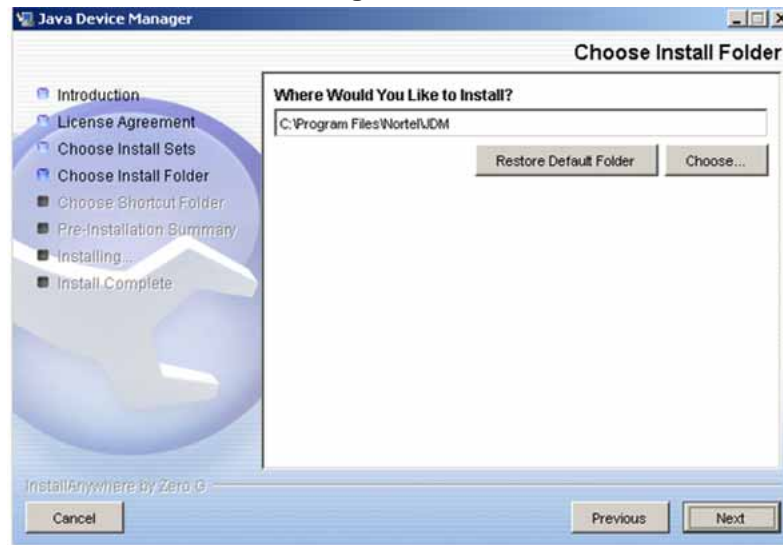 Java Device Manager
Choose Install Folder
Introduction
License Agreement
Choose Install Sets
Choose Install Folder
Choose Shortcut Folder
Pre-Installation Summary
Installing...
Install Complete
Where Would You Like to Install?
C:\Program Files\Nortel\JDM
Restore Default Folder
Choose...
InstallAnywhere by Zero G
Cancel
Previous
Next